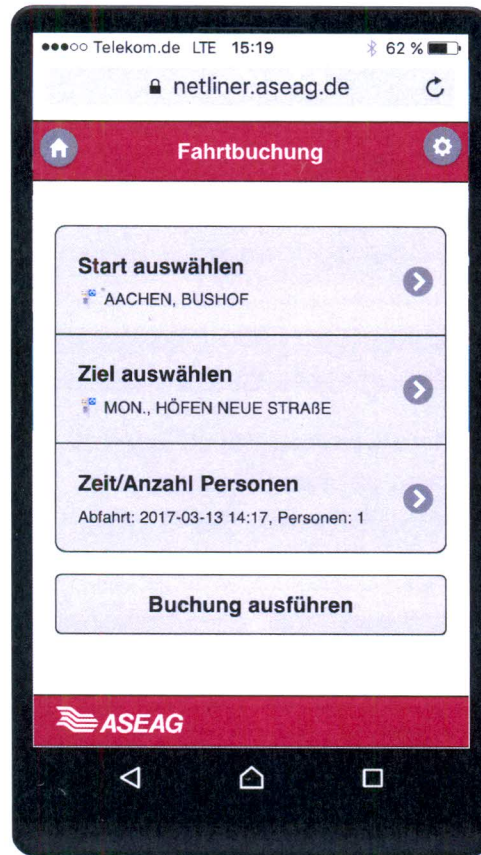 ●●●○○ Telekom.de LTE 15:19 62 %
netliner.aseag.de
Fahrtbuchung
Start auswählen
AACHEN, BUSHOF
Ziel auswählen
MON., HÖFEN NEUE STRAßE
Zeit/Anzahl Personen
Abfahrt: 2017-03-13 14:17, Personen: 1
Buchung ausführen
ASEAG